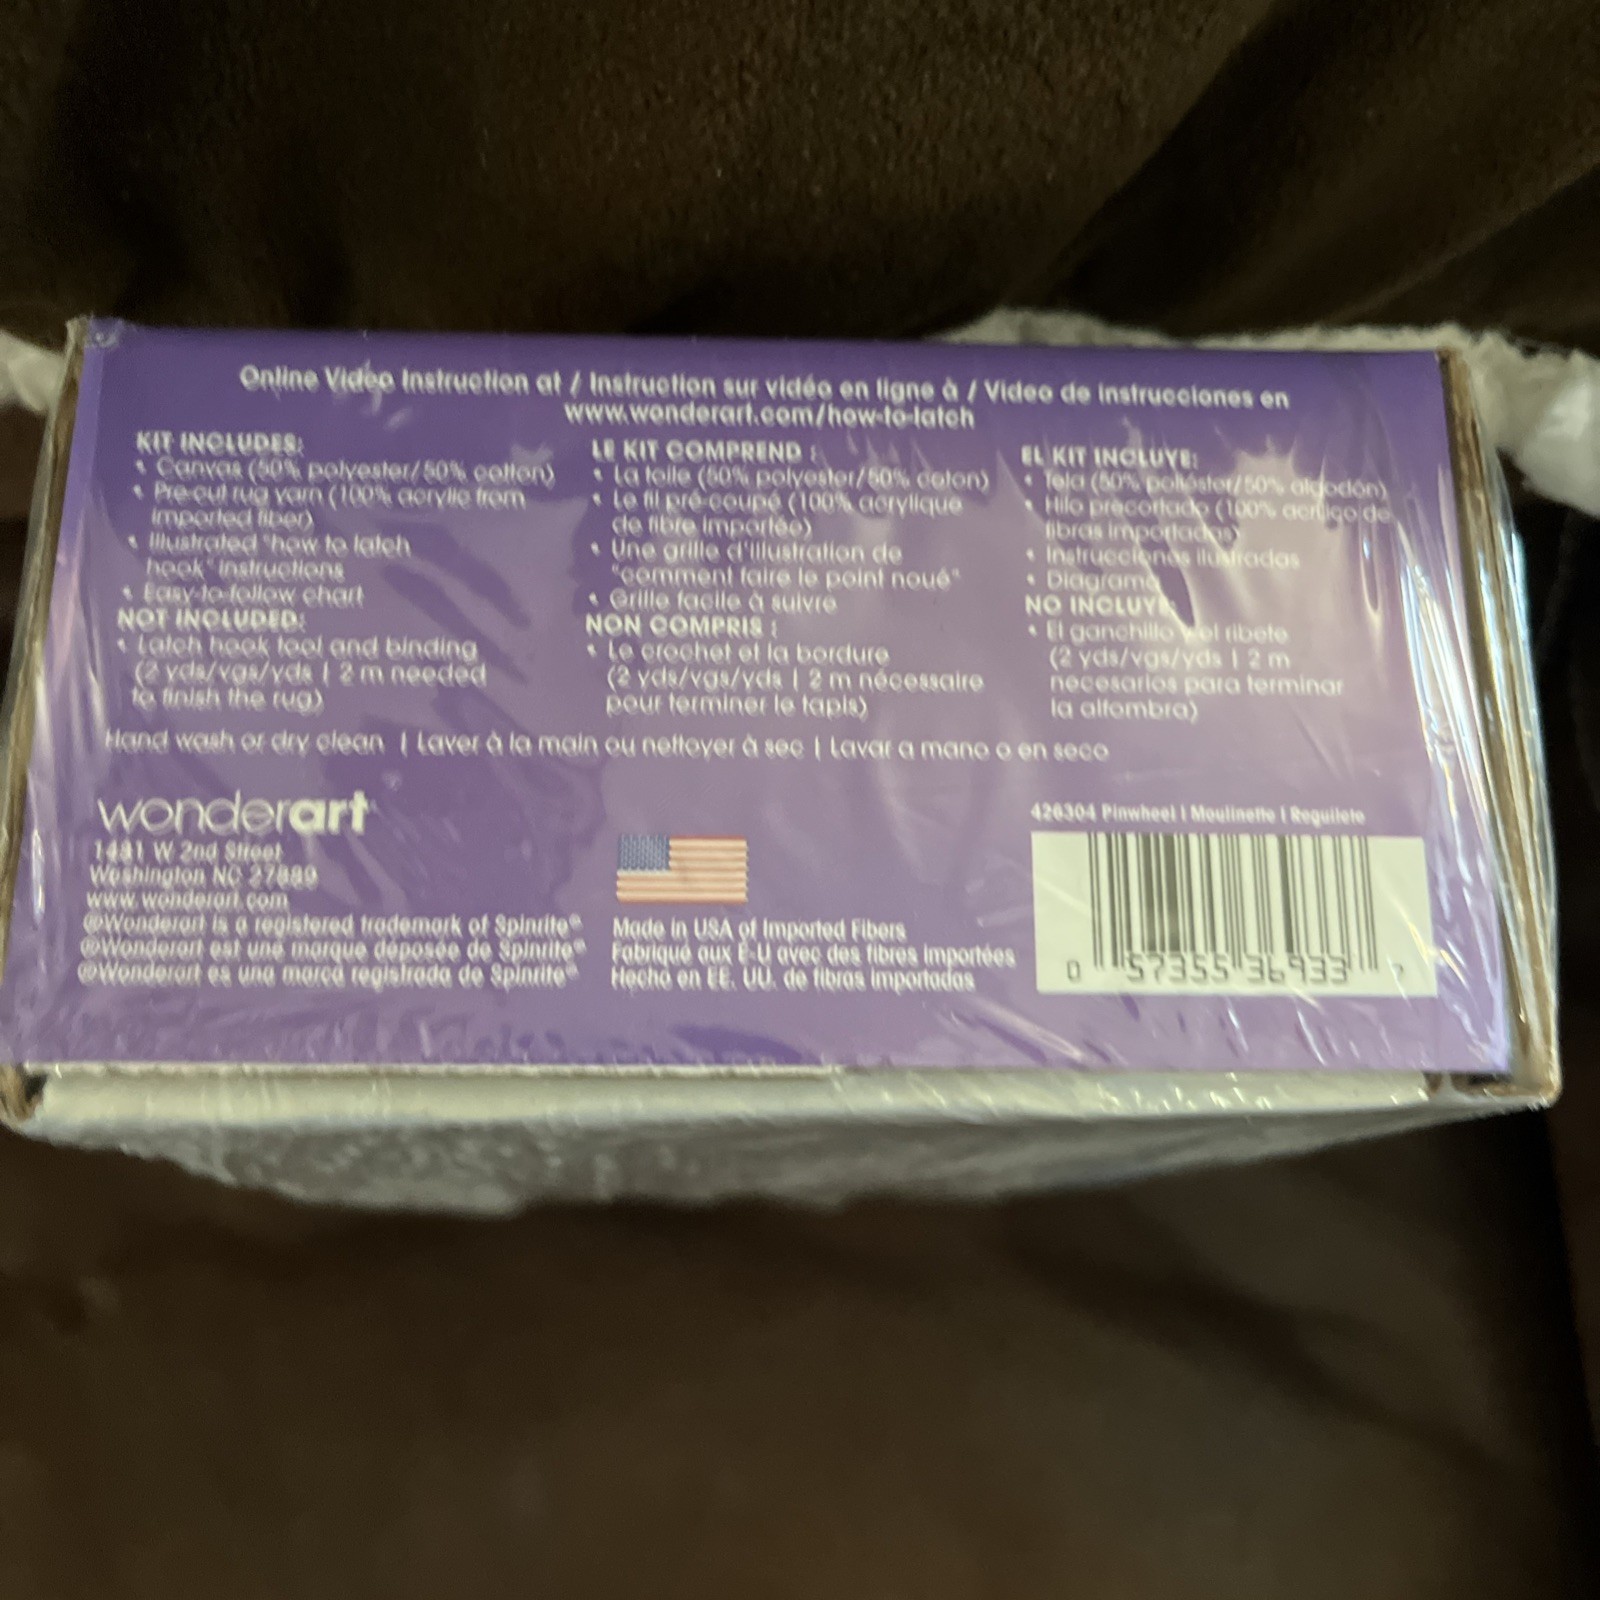 Online Video Instruction at / Instruction sur vidéo en ligne à / Video de instrucciones en
www.wonderart.com/how-to-latch
KIT INCLUDES:
• Canvas (50% polyester/50% cotton)
• Pre-cut rug yarn (100% acrylic from
imported fiber)
• Illustrated "how to latch
hook" instructions
• Easy-to-follow chart
NOT INCLUDED:
• Latch hook tool and binding
(2 yds/vgs/yds | 2 m needed
to finish the rug)
LE KIT COMPREND :
• La toile (50% polyester/50% coton)
• Le fil pré-coupé (100% acrylique
de fibre importée)
• Une grille d'illustration de
"comment faire le point noué"
• Grille facile à suivre
NON COMPRIS :
• Le crochet et la bordure
(2 yds/vgs/yds | 2 m nécessaire
pour terminer le tapis)
EL KIT INCLUYE:
• Tela (50% poliéster/50% algodón)
• Hilo precortado (100% acrílico de
fibras importadas)
• Instrucciones ilustradas
• Diagrama
NO INCLUYE
• El ganchillo y el ribete
(2 yds/vgs/yds | 2 m
necesarios para terminar
la alfombra)
Hand wash or dry clean | Laver à la main ou nettoyer à sec | Lavar a mano o en seco
wonderart
W 2nd Street
Washington NC 27889
www.wonderart.com
®Wonderart is a registered trademark of Spinrite®
®Wonderart est une marque déposée de Spinrite®
®Wonderart es una marca registrada de Spinrite®
Made in USA of Imported Fibers
Fabriqué aux É-U avec des fibres importées
Hecho en EE. UU. de fibras importadas
426304 Pinwheel | Moulinette | Reguilete
0 57355 36933 7